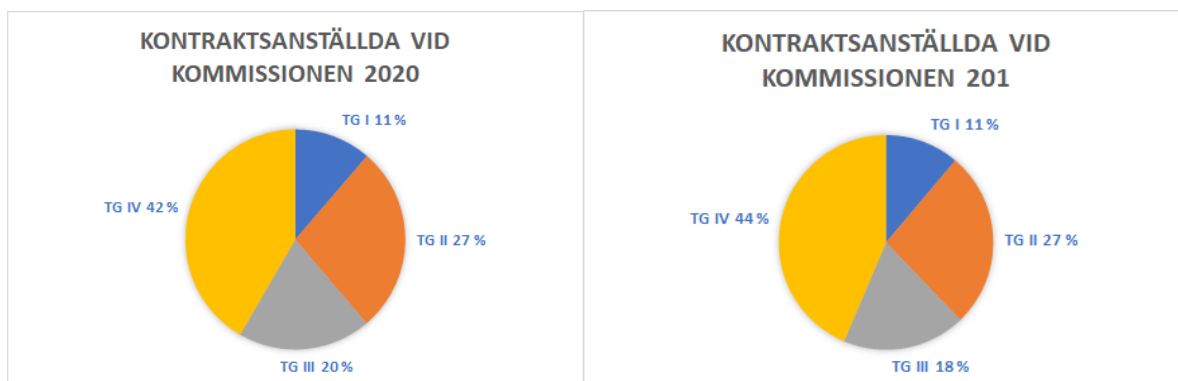 KONTRAKTSANSTÄLLDA VID
KOMMISSIONEN 2020
TG I 11 %
TG IV 42 %
TG II 27 %
TG III 20 %
KONTRAKTSANSTÄLLDA VID
KOMMISSIONEN 201
TG I 11 %
TG IV 44 %
TG II 27 %
TG III 18 %